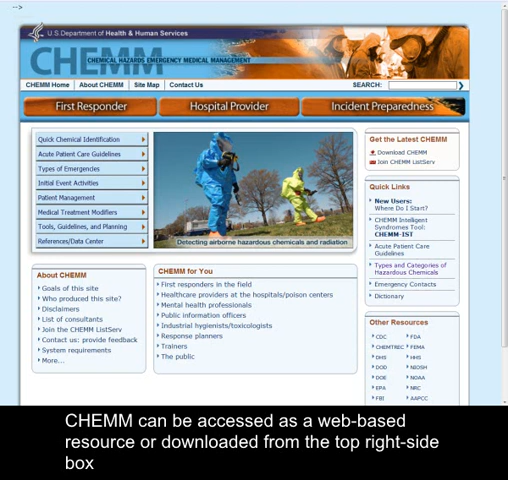 -->
U.S. Department of Health & Human Services
CHEMM
CHEMICAL HAZARDS EMERGENCY MEDICAL MANAGEMENT
CHEMM Home About CHEMM Site Map Contact Us SEARCH:
First Responder Hospital Provider Incident Preparedness
Quick Chemical Identification
Acute Patient Care Guidelines
Types of Emergencies
Initial Event Activities
Patient Management
Medical Treatment Modifiers
Tools, Guidelines, and Planning
References/Data Center
Detecting airborne hazardous chemicals and radiation
Get the Latest CHEMM
Download CHEMM
Join CHEMM ListServ
Quick Links
New Users:
Where Do I Start?
CHEMM Intelligent
Syndromes Tool:
CHEMM-IST
Acute Patient Care
Guidelines
Types and Categories of
Hazardous Chemicals
Emergency Contacts
Dictionary
About CHEMM
Goals of this site
Who produced this site?
Disclaimers
List of consultants
Join the CHEMM ListServ
Contact us: provide feedback
System requirements
More...
CHEMM for You
First responders in the field
Healthcare providers at the hospitals/poison centers
Mental health professionals
Public information officers
Industrial hygienists/toxicologists
Response planners
Trainers
The public
Other Resources
CDC FDA
CHEMTREC FEMA
DHS HHS
DOD NIOSH
DOE NOAA
EPA NRC
FBI AAPCC
CHEMM can be accessed as a web-based
resource or downloaded from the top right-side
box